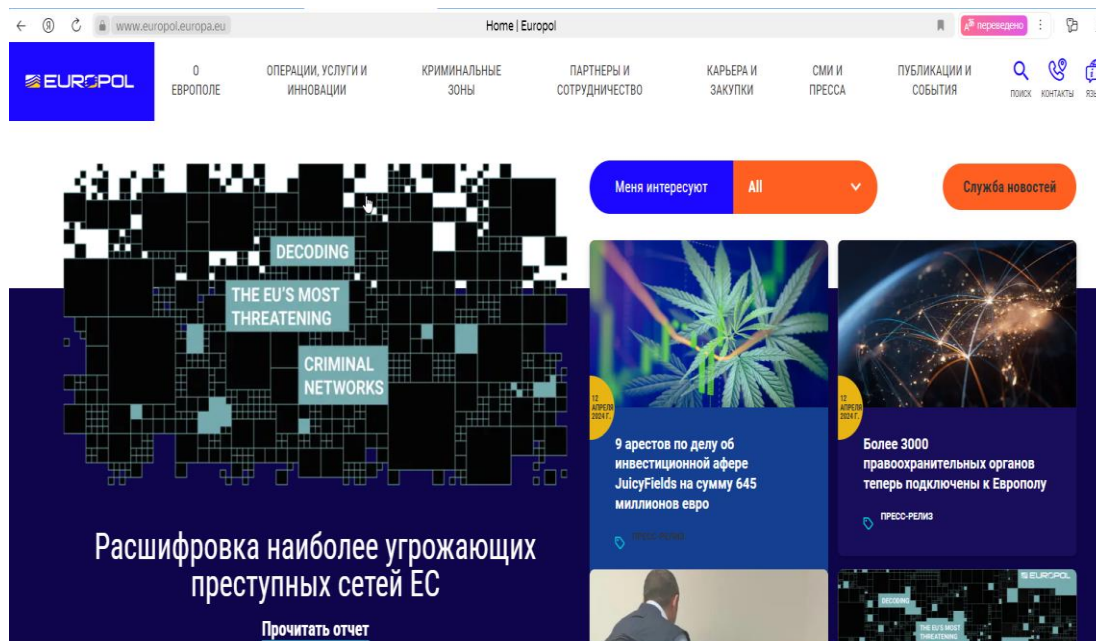 www.europol.europa.eu
Home | Europol
переведено
EUROPOL
О
ЕВРОПОЛЕ
ОПЕРАЦИИ, УСЛУГИ И
ИННОВАЦИИ
КРИМИНАЛЬНЫЕ
ЗОНЫ
ПАРТНЕРЫ И
СОТРУДНИЧЕСТВО
КАРЬЕРА И
ЗАКУПКИ
СМИ И
ПРЕССА
ПУБЛИКАЦИИ И
СОБЫТИЯ
ПОИСК
КОНТАКТЫ
DECODING
THE EU'S MOST
THREATENING
CRIMINAL
NETWORKS
Расшифровка наиболее угрожающих
преступных сетей ЕС
Прочитать отчет
Меня интересуют
All
Служба новостей
12
АПРЕЛЯ
2024 Г.
9 арестов по делу об
инвестиционной афере
JuicyFields на сумму 645
миллионов евро
ПРЕСС-РЕЛИЗ
12
АПРЕЛЯ
2024 Г.
Более 3000
правоохранительных органов
теперь подключены к Европолу
ПРЕСС-РЕЛИЗ
EUROPOL
DECODING
THE EU'S MOST
THREATENING